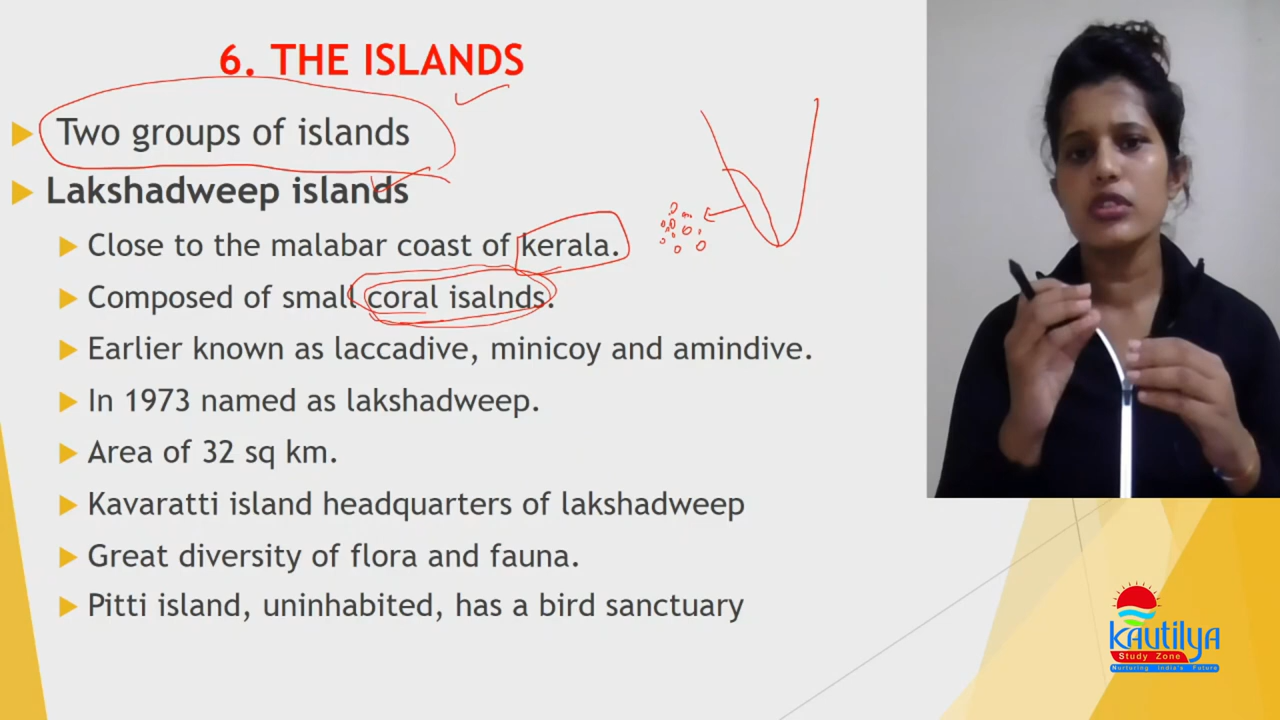 6. THE ISLANDS
Two groups of islands
Lakshadweep islands
Close to the malabar coast of kerala.
Composed of small coral isalnds.
Earlier known as laccadive, minicoy and amindive.
In 1973 named as lakshadweep.
Area of 32 sq km.
Kavaratti island headquarters of lakshadweep
Great diversity of flora and fauna.
Pitti island, uninhabited, has a bird sanctuary
Kautilya
Study Zone
Nurturing India's Future